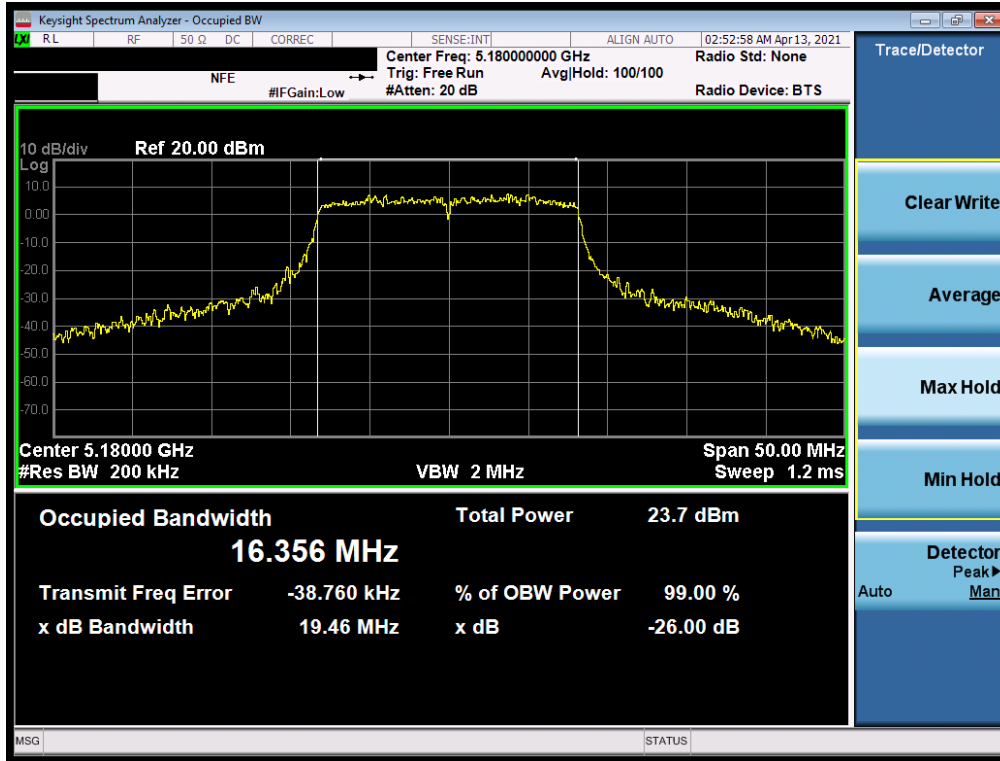 Keysight Spectrum Analyzer - Occupied BW
LXI RL RF 50 Ω DC CORREC SENSE:INT ALIGN AUTO 02:52:58 AM Apr 13, 2021
Center Freq: 5.180000000 GHz Radio Std: None
NFE Trig: Free Run Avg|Hold: 100/100
#IFGain:Low #Atten: 20 dB Radio Device: BTS
Trace/Detector
10 dB/div Ref 20.00 dBm
Log
10.0
0.00
-10.0
-20.0
-30.0
-40.0
-50.0
-60.0
-70.0
Center 5.18000 GHz Span 50.00 MHz
#Res BW 200 kHz VBW 2 MHz Sweep 1.2 ms
Occupied Bandwidth Total Power 23.7 dBm
16.356 MHz
Transmit Freq Error -38.760 kHz % of OBW Power 99.00 %
x dB Bandwidth 19.46 MHz x dB -26.00 dB
Clear Write
Average
Max Hold
Min Hold
Detector
Peak▶
Auto Man
MSG STATUS